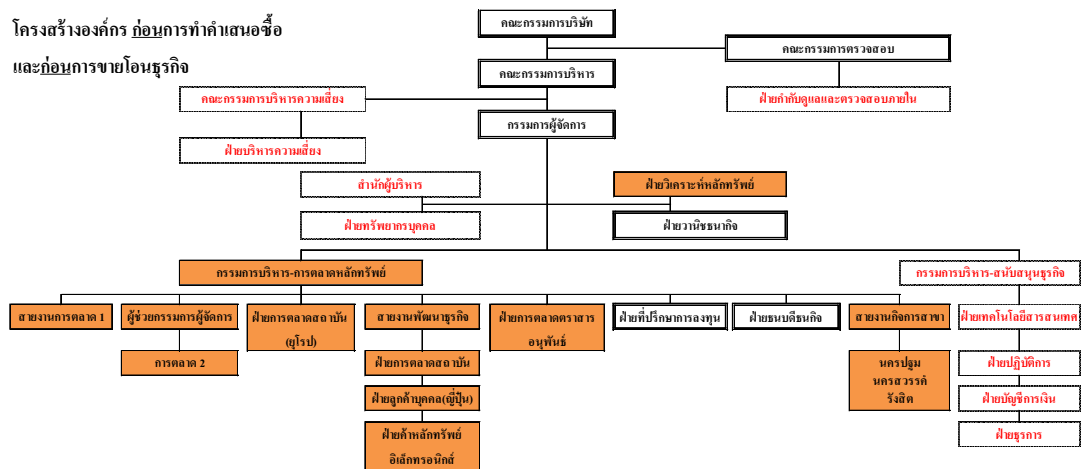 โครงสร้างองค์กร ก่อนการทำคำเสนอซื้อ
และก่อนการขายโอนธุรกิจ
คณะกรรมการบริษัท
คณะกรรมการตรวจสอบ
คณะกรรมการบริหาร
คณะกรรมการบริหารความเสี่ยง
ฝ่ายกำกับดูแลและตรวจสอบภายใน
กรรมการผู้จัดการ
ฝ่ายบริหารความเสี่ยง
สำนักผู้บริหาร
ฝ่ายวิเคราะห์หลักทรัพย์
ฝ่ายทรัพยากรบุคคล
ฝ่ายวานิชธนากิจ
กรรมการบริหาร-การตลาดหลักทรัพย์
กรรมการบริหาร-สนับสนุนธุรกิจ
สายงานการตลาด 1
ผู้ช่วยกรรมการผู้จัดการ
ฝ่ายการตลาดสถาบัน
(ยุโรป)
สายงานพัฒนาธุรกิจ
ฝ่ายการตลาดตราสาร
อนุพันธ์
ฝ่ายที่ปรึกษาการลงทุน
ฝ่ายธนบดีธนกิจ
สายงานกิจการสาขา
ฝ่ายเทคโนโลยีสารสนเทศ
การตลาด 2
ฝ่ายการตลาดสถาบัน
นครปฐม
นครสวรรค์
รังสิต
ฝ่ายปฏิบัติการ
ฝ่ายลูกค้าบุคคล(ญี่ปุ่น)
ฝ่ายบัญชีการเงิน
ฝ่ายค้าหลักทรัพย์
อิเล็กทรอนิกส์
ฝ่ายธุรการ